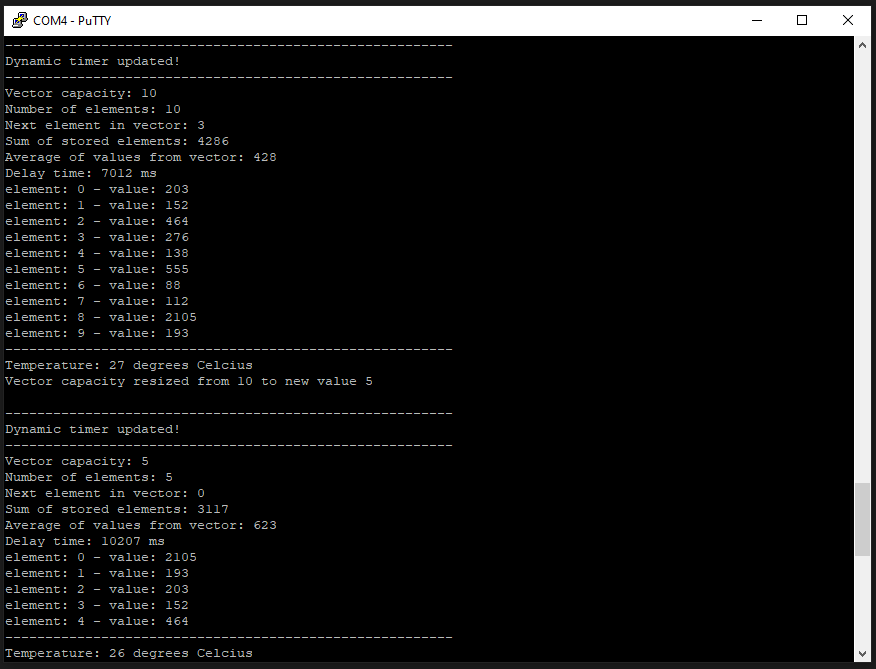 COM4 - PuTTY
--------------------------------------------------------
Dynamic timer updated!
--------------------------------------------------------
Vector capacity: 10
Number of elements: 10
Next element in vector: 3
Sum of stored elements: 4286
Average of values from vector: 428
Delay time: 7012 ms
element: 0 - value: 203
element: 1 - value: 152
element: 2 - value: 464
element: 3 - value: 276
element: 4 - value: 138
element: 5 - value: 555
element: 6 - value: 88
element: 7 - value: 112
element: 8 - value: 2105
element: 9 - value: 193
--------------------------------------------------------
Temperature: 27 degrees Celcius
Vector capacity resized from 10 to new value 5
--------------------------------------------------------
Dynamic timer updated!
--------------------------------------------------------
Vector capacity: 5
Number of elements: 5
Next element in vector: 0
Sum of stored elements: 3117
Average of values from vector: 623
Delay time: 10207 ms
element: 0 - value: 2105
element: 1 - value: 193
element: 2 - value: 203
element: 3 - value: 152
element: 4 - value: 464
--------------------------------------------------------
Temperature: 26 degrees Celcius